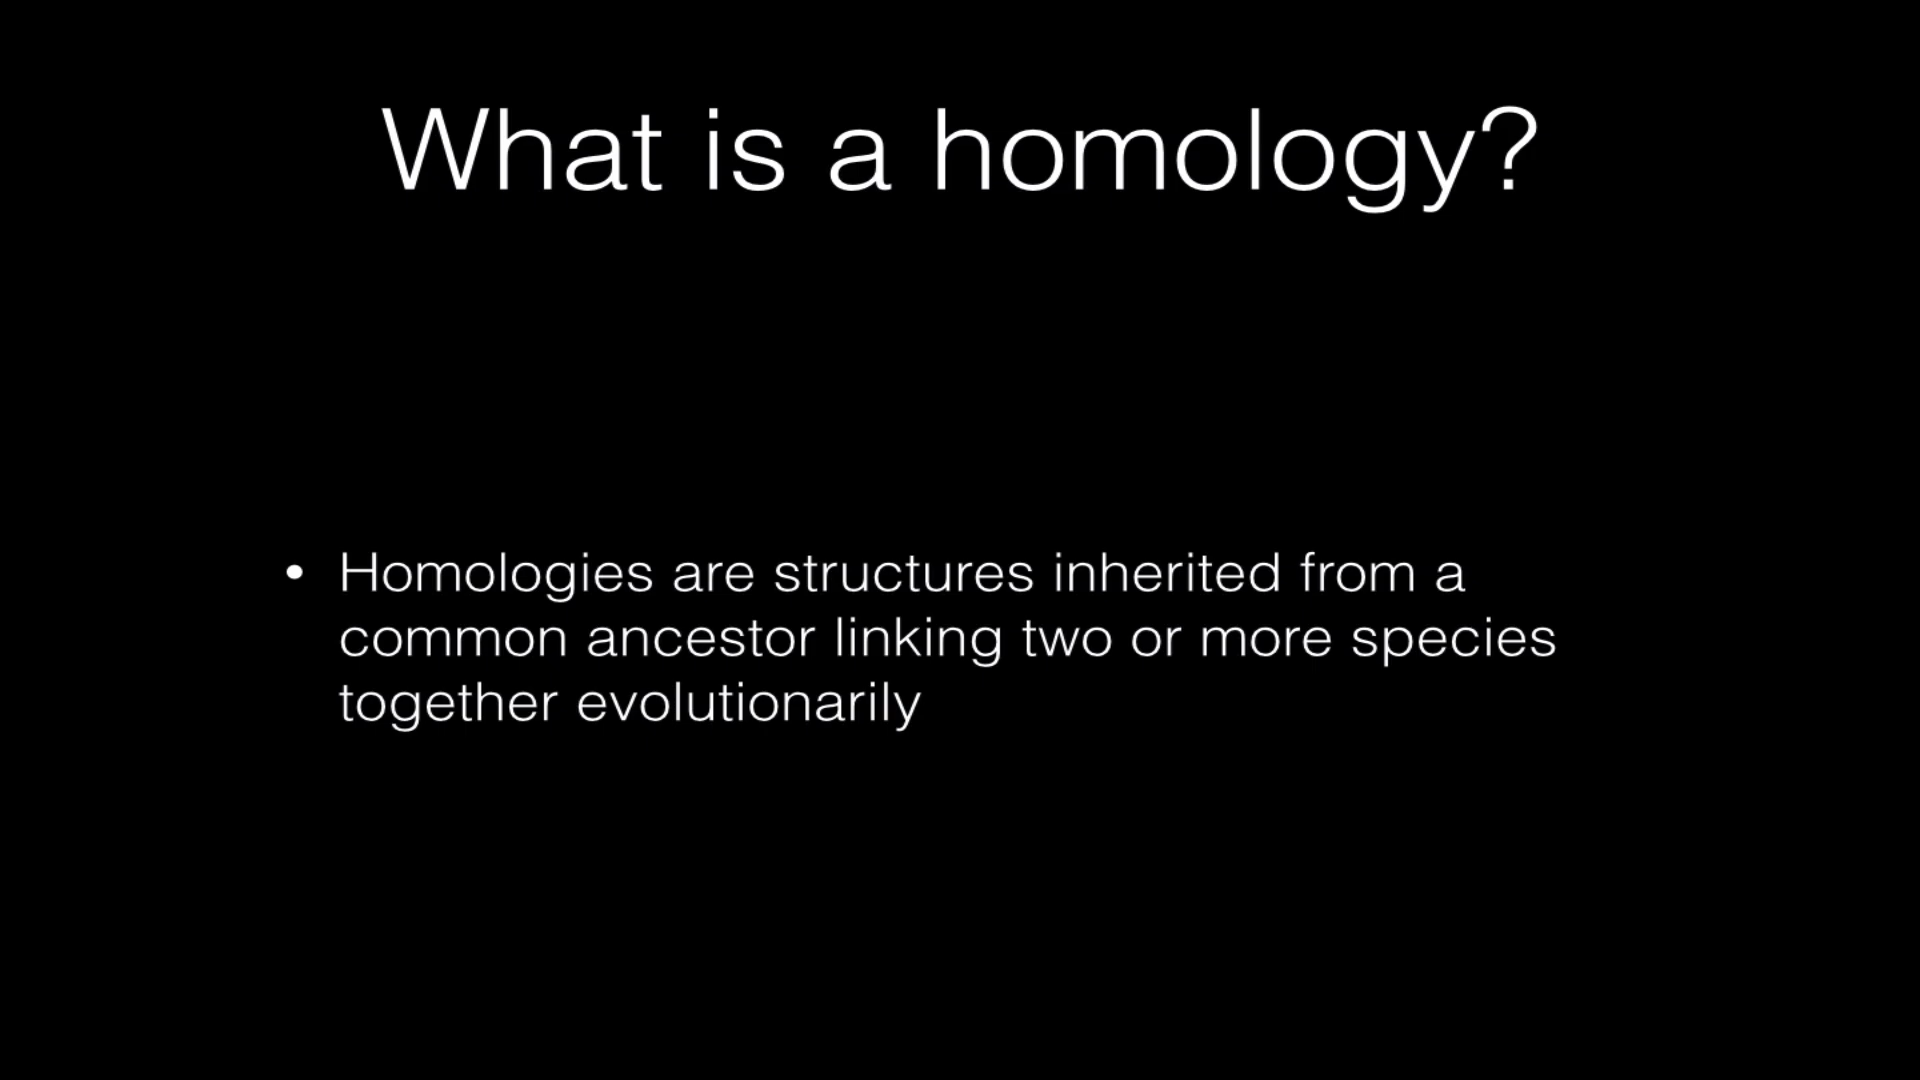 What is a homology?
• Homologies are structures inherited from a
common ancestor linking two or more species
together evolutionarily